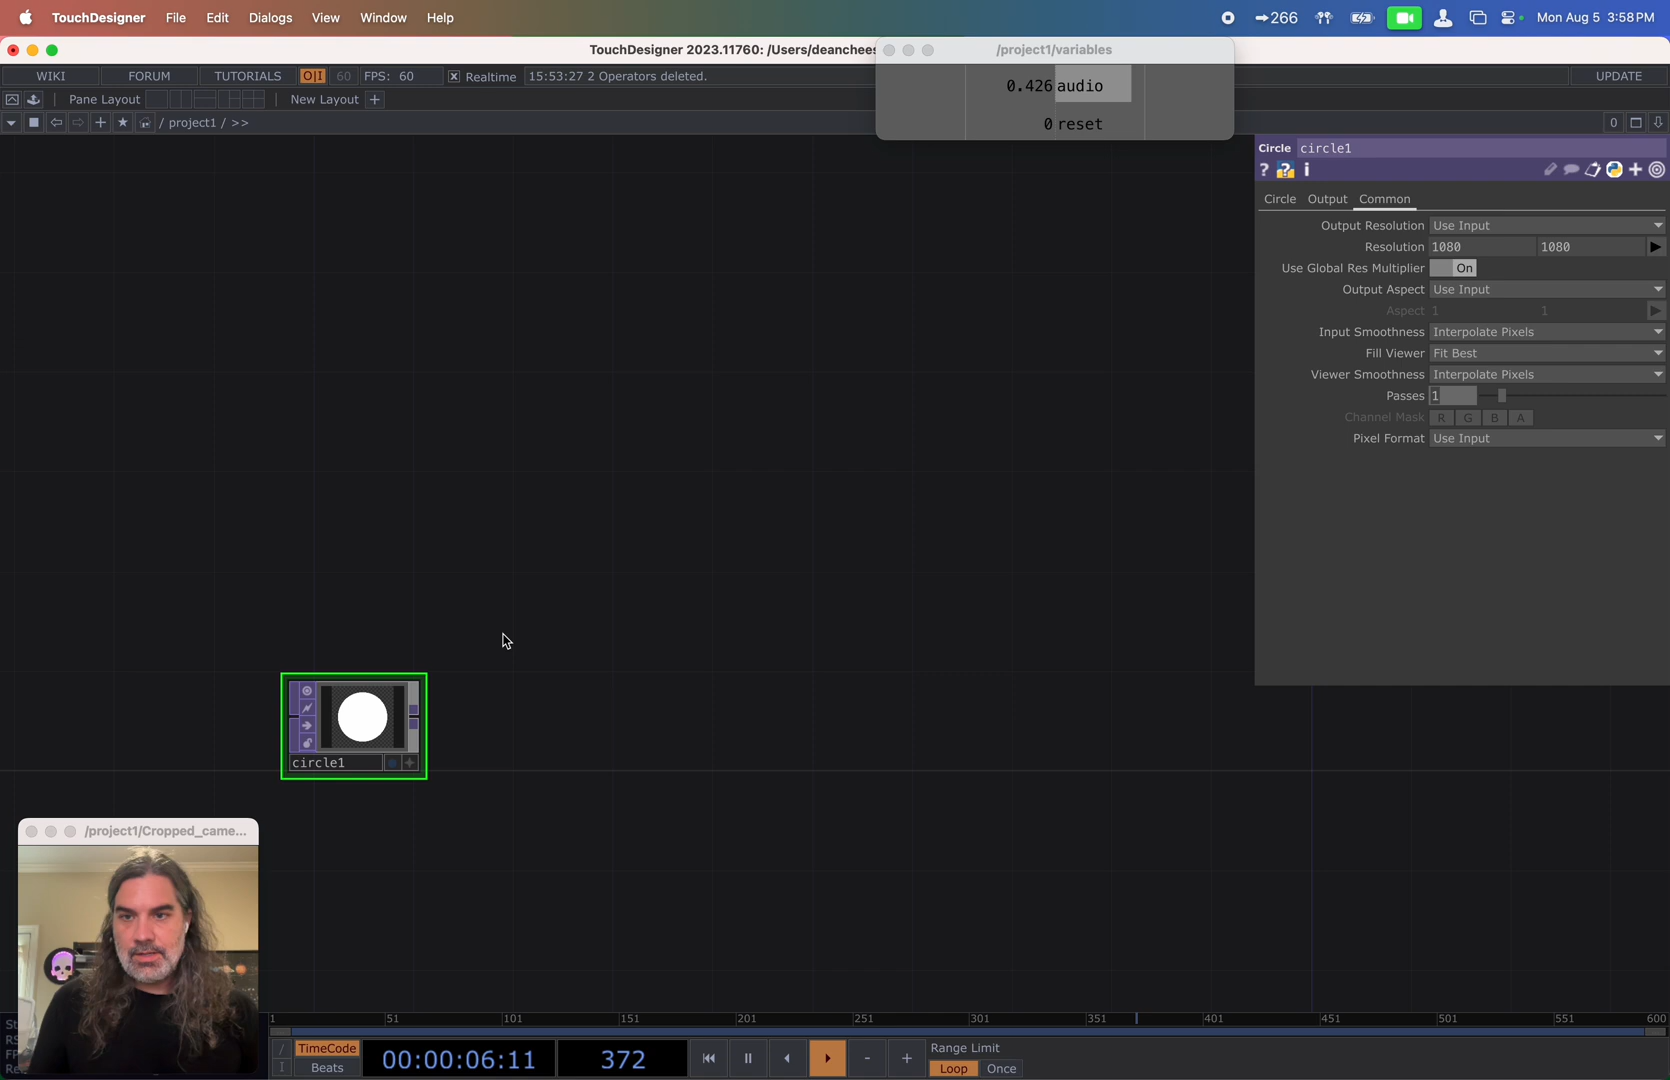 TouchDesigner File Edit Dialogs View Window Help 266 Mon Aug 5 3:58 PM
TouchDesigner 2023.11760: /Users/deanchees
/project1/variables
WIKI FORUM TUTORIALS O|I 60 FPS: 60 X Realtime 15:53:27 2 Operators deleted. UPDATE
0.426 audio
Pane Layout New Layout +
/ project1 / >> 0
0 reset
Circle circle1
? ? i
Circle Output Common
Output Resolution Use Input
Resolution 1080 1080
Use Global Res Multiplier On
Output Aspect Use Input
Aspect 1 1
Input Smoothness Interpolate Pixels
Fill Viewer Fit Best
Viewer Smoothness Interpolate Pixels
Passes 1
Channel Mask R G B A
Pixel Format Use Input
circle1
/project1/Cropped_came...
1 51 101 151 201 251 301 351 401 451 501 551 600
/ TimeCode 00:00:06:11 372 - + Range Limit
I Beats Loop Once